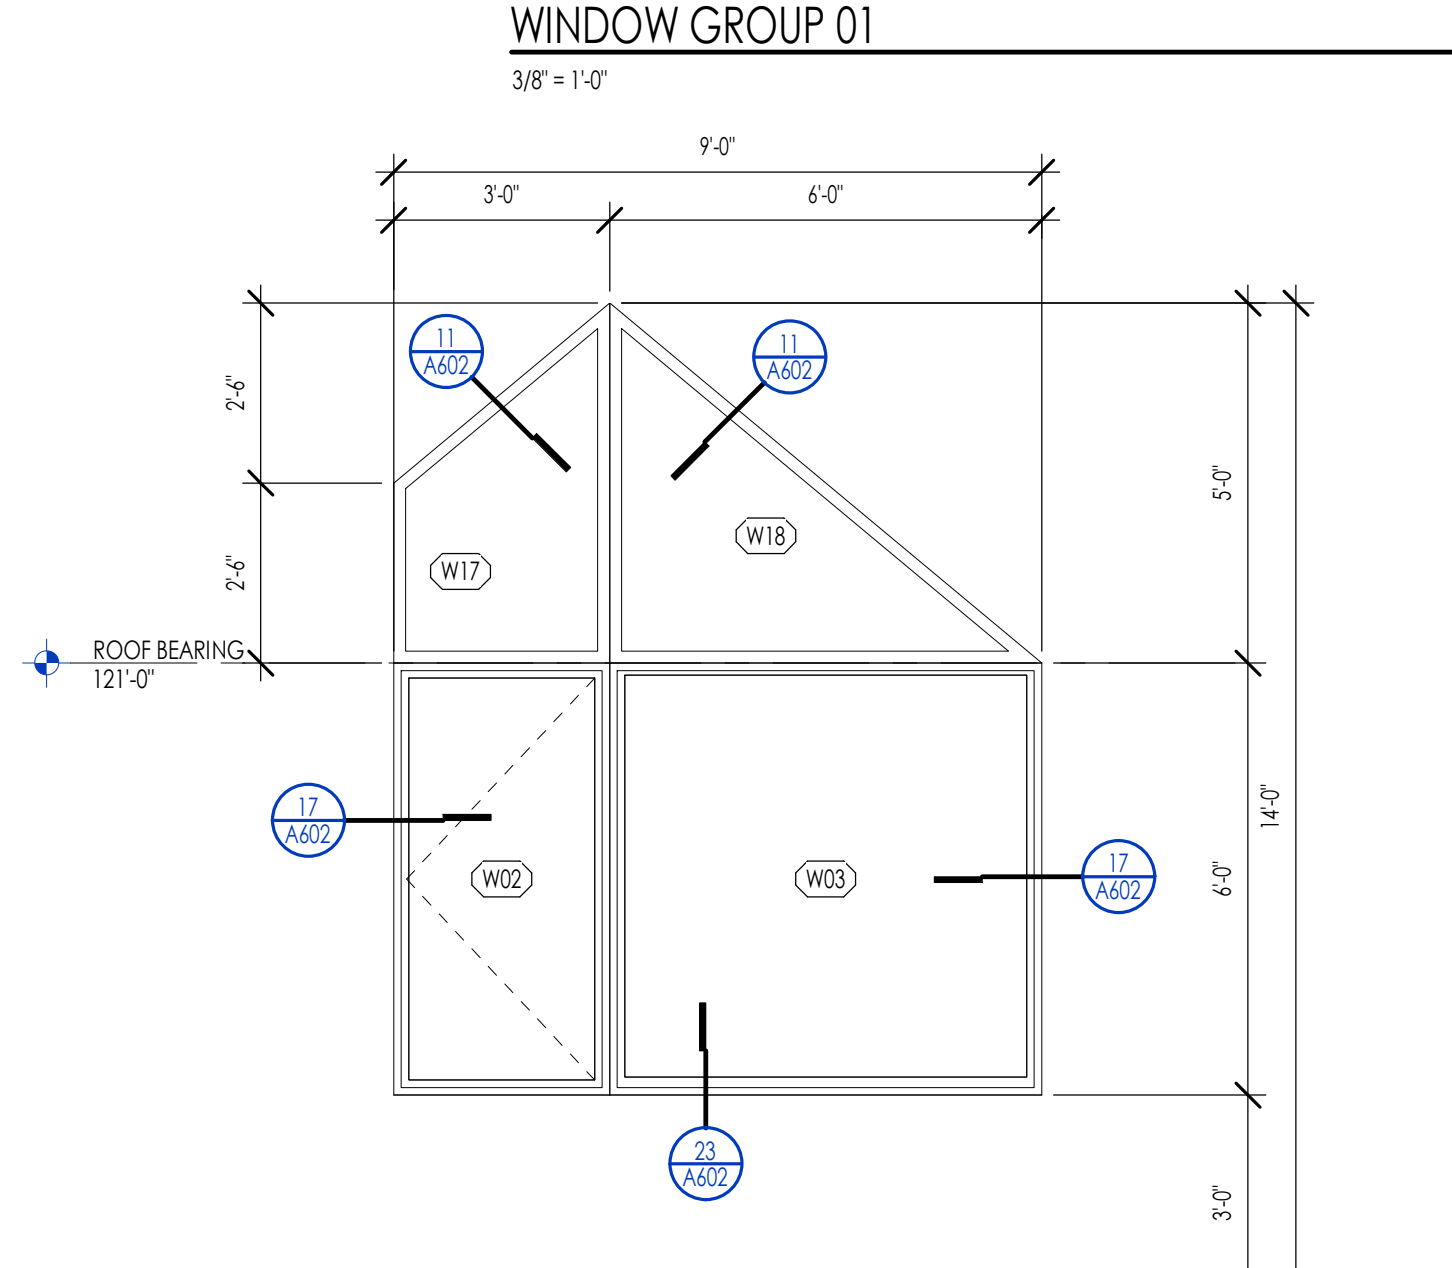 WINDOW GROUP 01
3/8" = 1'-0"
9'-0"
3'-0"
6'-0"
11
A602
11
A602
2'-6"
5'-0"
W18
W17
2'-6"
ROOF BEARING
121'-0"
17
A602
14'-0"
W02
W03
17
A602
6'-0"
23
A602
3'-0"